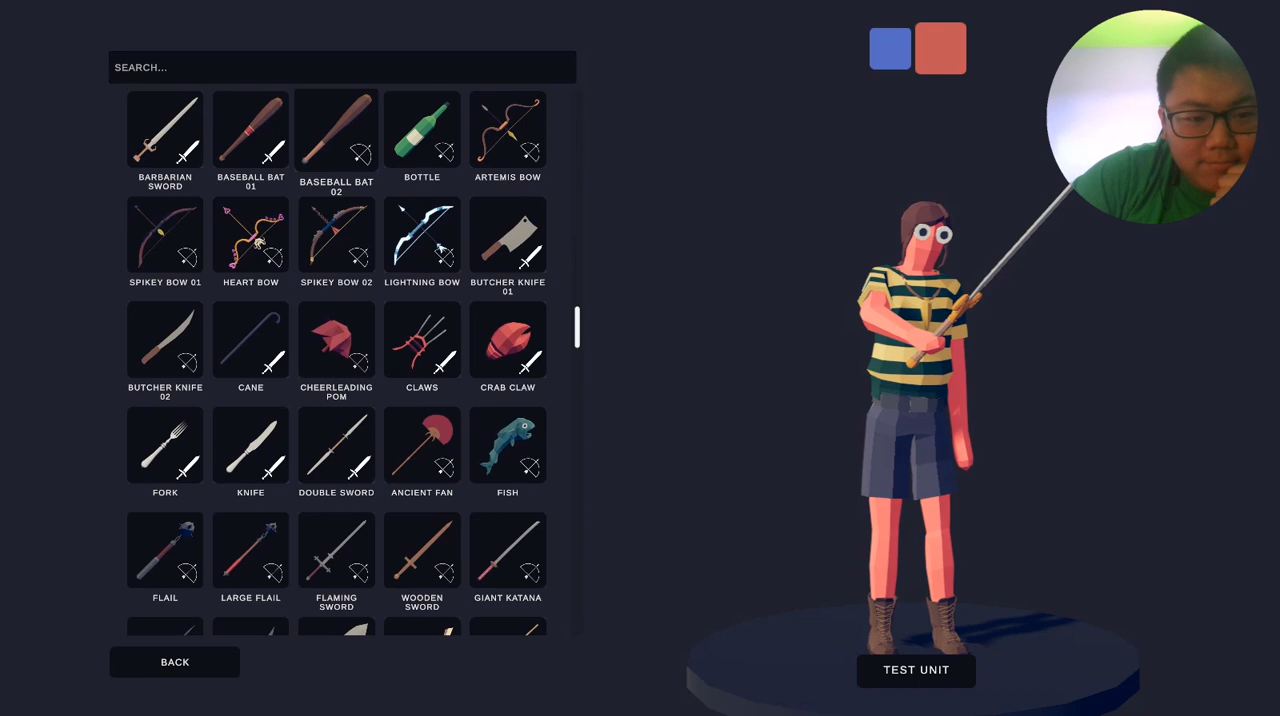 SEARCH...
BARBARIAN
SWORD
BASEBALL BAT
01
BASEBALL BAT
02
BOTTLE
ARTEMIS BOW
SPIKEY BOW 01
HEART BOW
SPIKEY BOW 02
LIGHTNING BOW
BUTCHER KNIFE
01
BUTCHER KNIFE
02
CANE
CHEERLEADING
POM
CLAWS
CRAB CLAW
FORK
KNIFE
DOUBLE SWORD
ANCIENT FAN
FISH
FLAIL
LARGE FLAIL
FLAMING
SWORD
WOODEN
SWORD
GIANT KATANA
BACK
TEST UNIT